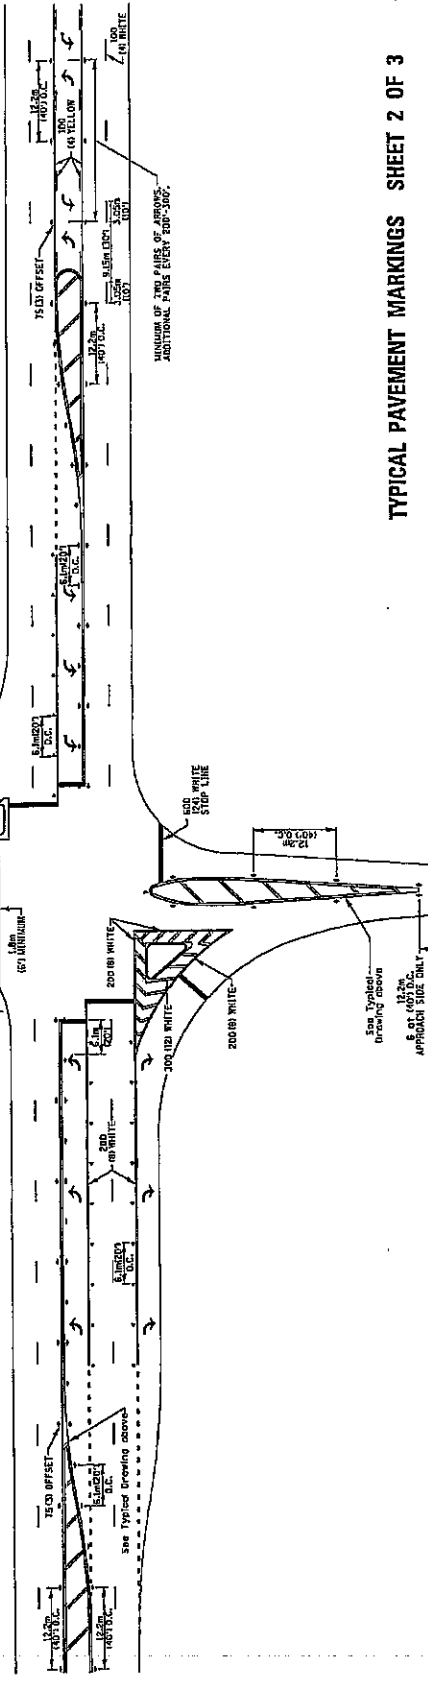 TYPICAL PAVEMENT MARKINGS SHEET 2 OF 3
12.2m
(40') O.C.
12.2m
(40') O.C.
75(3) OFFSET
See Typical Drawing above
6.1m(20')
O.C.
6.1m(20')
O.C.
200
(8) WHITE
6.1m
(20')
300 (12) WHITE
200 (8) WHITE
200 (8) WHITE
1.8m
(6') MINIMUM
See Typical
Drawing above
12.2m
6 at (40') O.C.
APPROACH SIDE ONLY
12.2m
(40') O.C.
600
(24) WHITE
STOP LINE
6.1m(20')
O.C.
6.1m(20')
O.C.
12.2m
(40') O.C.
75(3) OFFSET
3.05m
(10')
9.15m (30')
3.05m
(10')
MINIMUM OF TWO PAIRS OF ARROWS.
ADDITIONAL PAIRS EVERY 200'-300'.
100
(4) YELLOW
12.2m
(40') O.C.
100
(4) WHITE